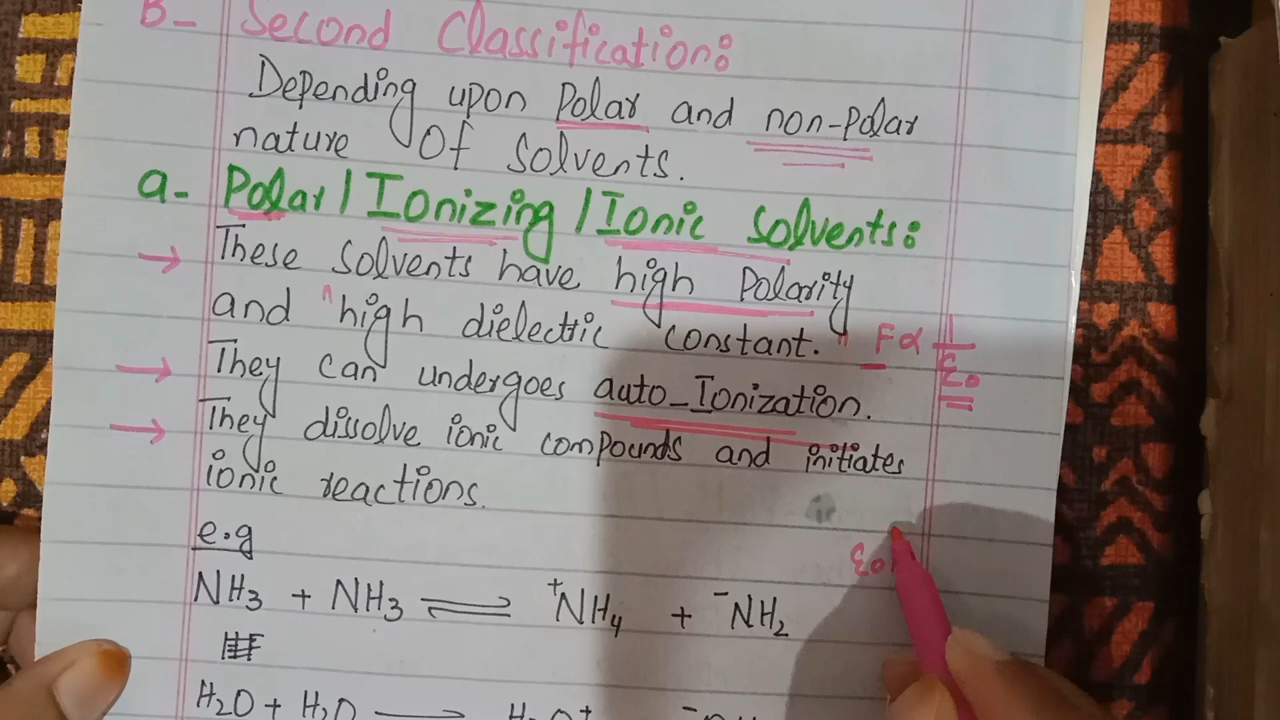 B- Second Classification:
Depending upon Polar and non-polar
nature of Solvents.
a- Polar/Ionizing/Ionic solvents:
→ These solvents have high Polarity
and "high dielectric constant." F∝ 1/ε₀
→ They can undergoes auto-Ionization.
→ They dissolve ionic compounds and initiates
ionic reactions.
e.g
ε₀
NH₃ + NH₃ ⇌ ⁺NH₄ + ⁻NH₂
H₂O + H₂O